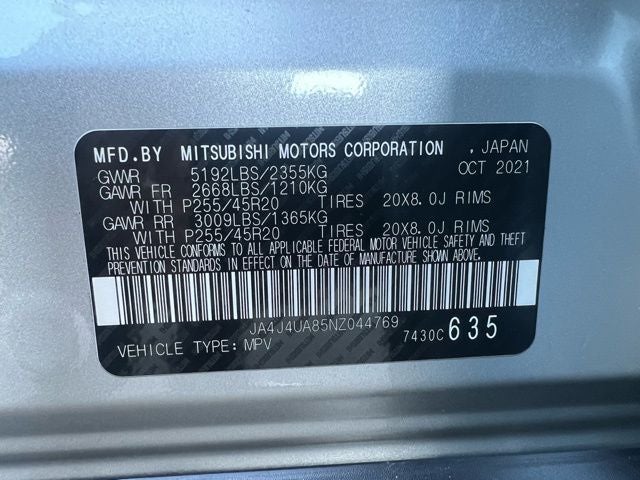 MFD.BY MITSUBISHI MOTORS CORPORATION , JAPAN
GVWR 5192LBS/2355KG OCT 2021
GAWR FR 2668LBS/1210KG
WITH P255/45R20 TIRES 20X8.0J RIMS
GAWR RR 3009LBS/1365KG
WITH P255/45R20 TIRES 20X8.0J RIMS
THIS VEHICLE CONFORMS TO ALL APPLICABLE FEDERAL MOTOR VEHICLE SAFETY AND THEFT
PREVENTION STANDARDS IN EFFECT ON THE DATE OF MANUFACTURE SHOWN ABOVE.
JA4J4UA85NZ044769
VEHICLE TYPE: MPV 7430C 635